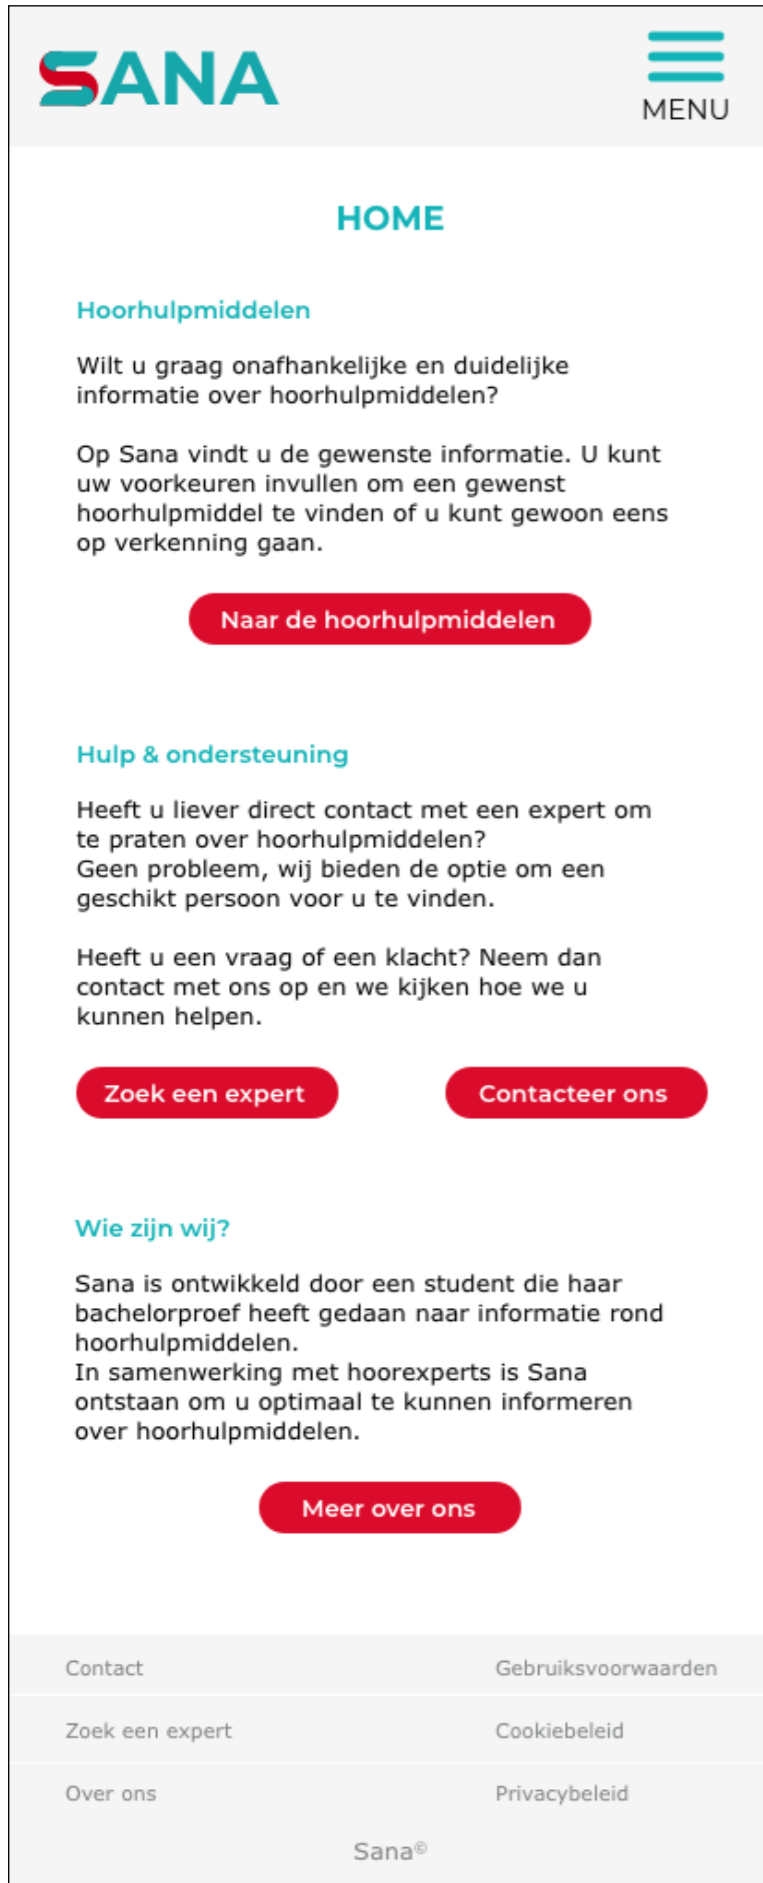 SANA
MENU
HOME
Hoorhulpmiddelen
Wilt u graag onafhankelijke en duidelijke
informatie over hoorhulpmiddelen?
Op Sana vindt u de gewenste informatie. U kunt
uw voorkeuren invullen om een gewenst
hoorhulpmiddel te vinden of u kunt gewoon eens
op verkenning gaan.
Naar de hoorhulpmiddelen
Hulp & ondersteuning
Heeft u liever direct contact met een expert om
te praten over hoorhulpmiddelen?
Geen probleem, wij bieden de optie om een
geschikt persoon voor u te vinden.
Heeft u een vraag of een klacht? Neem dan
contact met ons op en we kijken hoe we u
kunnen helpen.
Zoek een expert
Contacteer ons
Wie zijn wij?
Sana is ontwikkeld door een student die haar
bachelorproef heeft gedaan naar informatie rond
hoorhulpmiddelen.
In samenwerking met hoorexperts is Sana
ontstaan om u optimaal te kunnen informeren
over hoorhulpmiddelen.
Meer over ons
Contact
Gebruiksvoorwaarden
Zoek een expert
Cookiebeleid
Over ons
Privacybeleid
Sana©